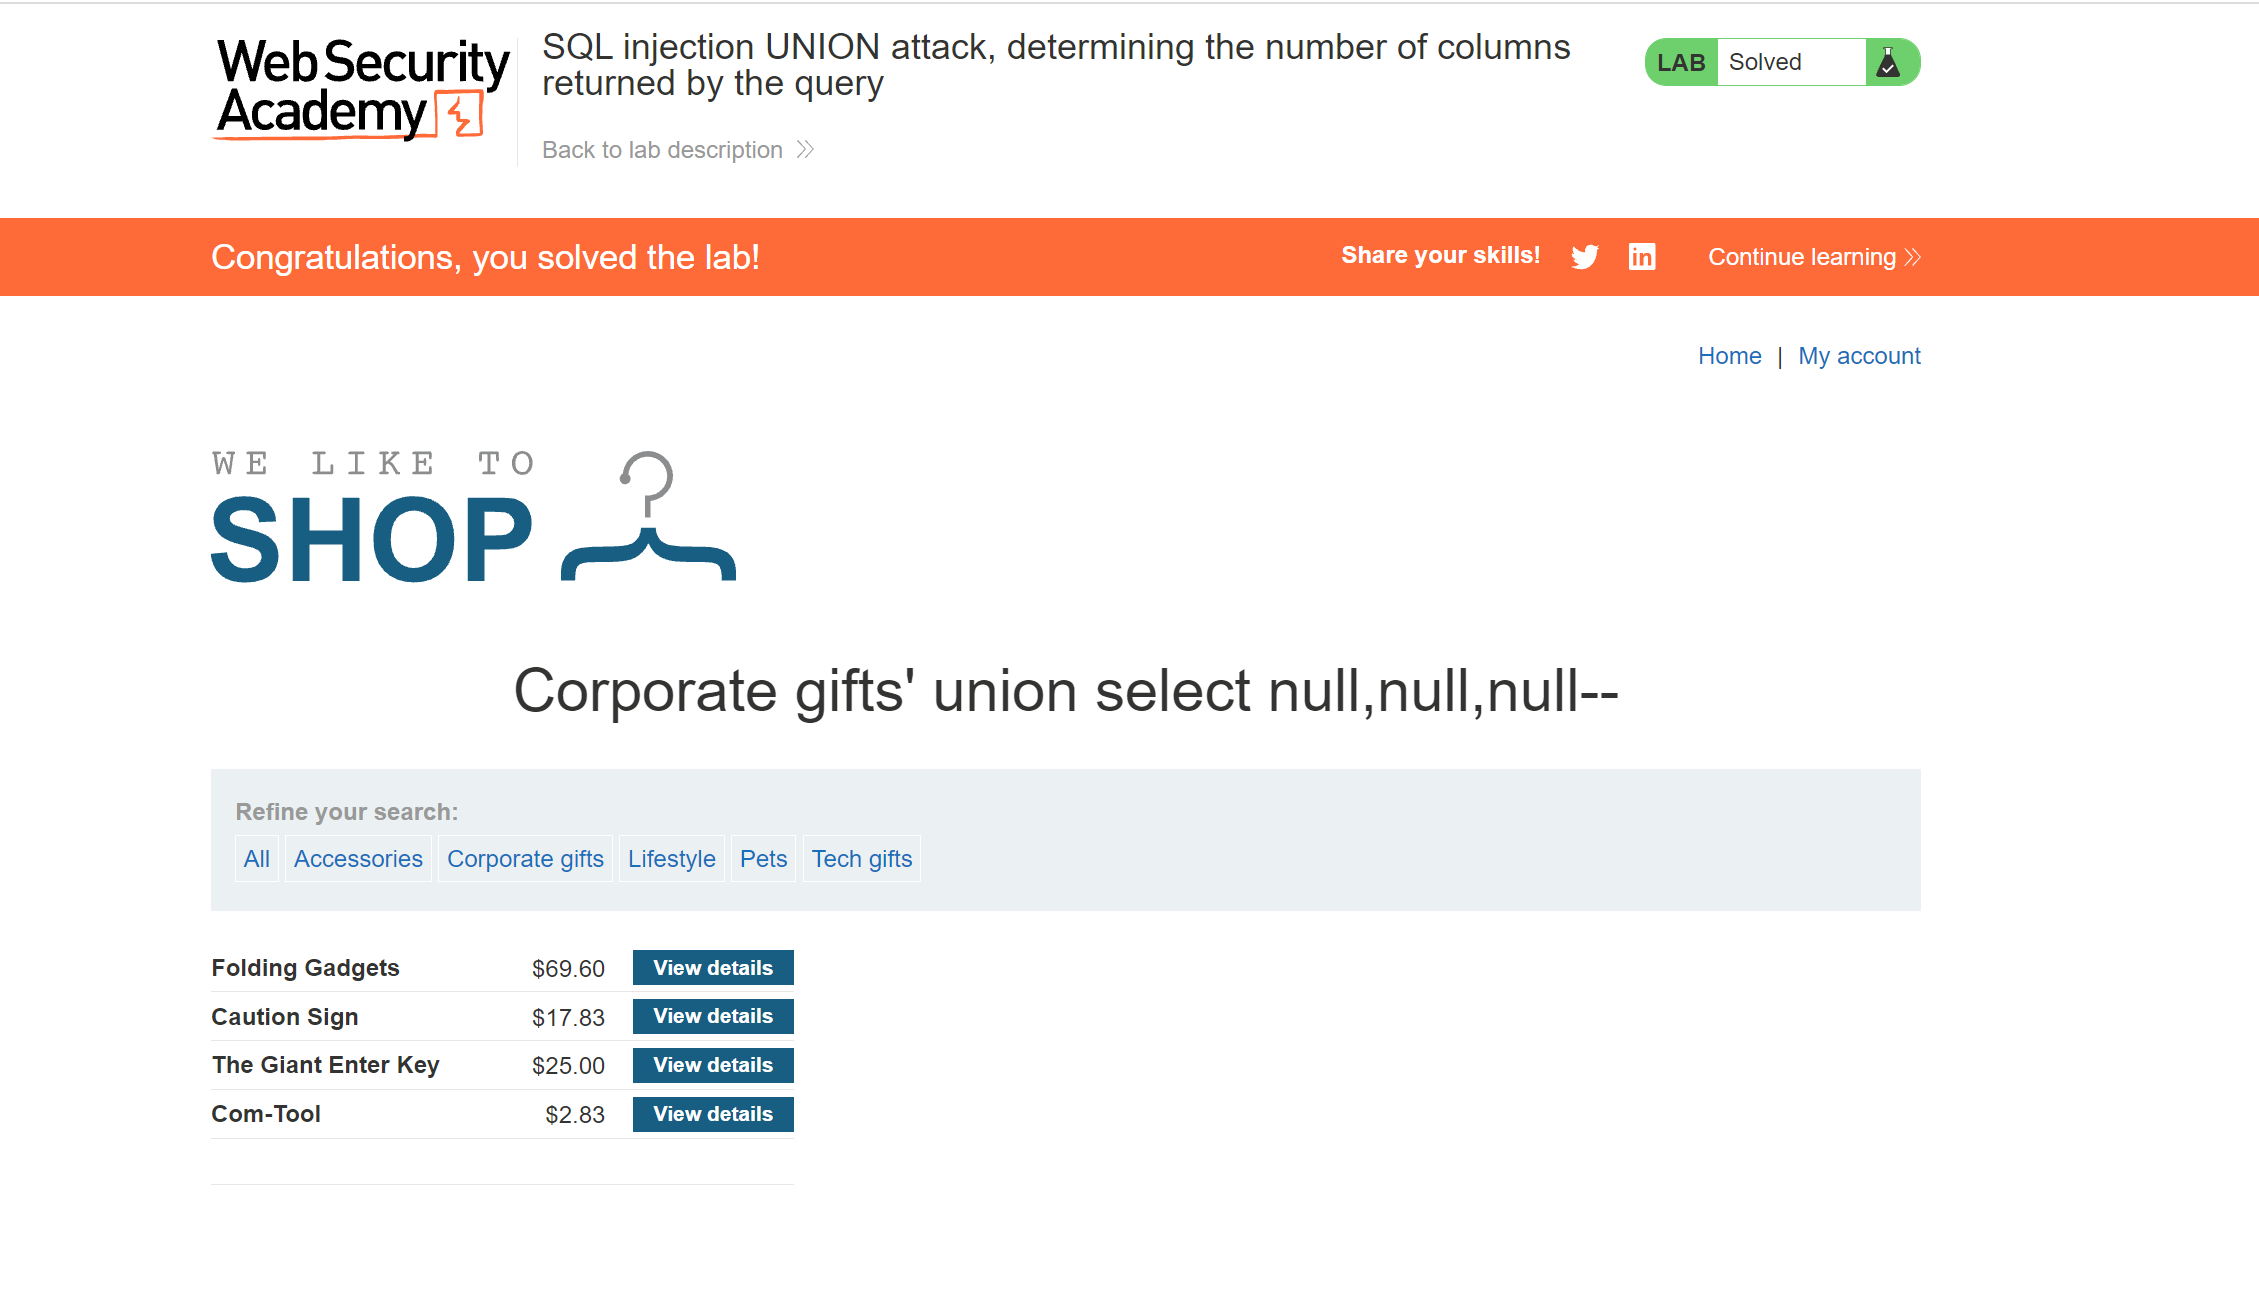 Web Security
Academy
SQL injection UNION attack, determining the number of columns
returned by the query
Back to lab description
LAB Solved
Congratulations, you solved the lab!
Share your skills!
in
Continue learning
Home | My account
WE LIKE TO
SHOP
Corporate gifts' union select null,null,null--
Refine your search:
All Accessories Corporate gifts Lifestyle Pets Tech gifts
Folding Gadgets $69.60 View details
Caution Sign $17.83 View details
The Giant Enter Key $25.00 View details
Com-Tool $2.83 View details